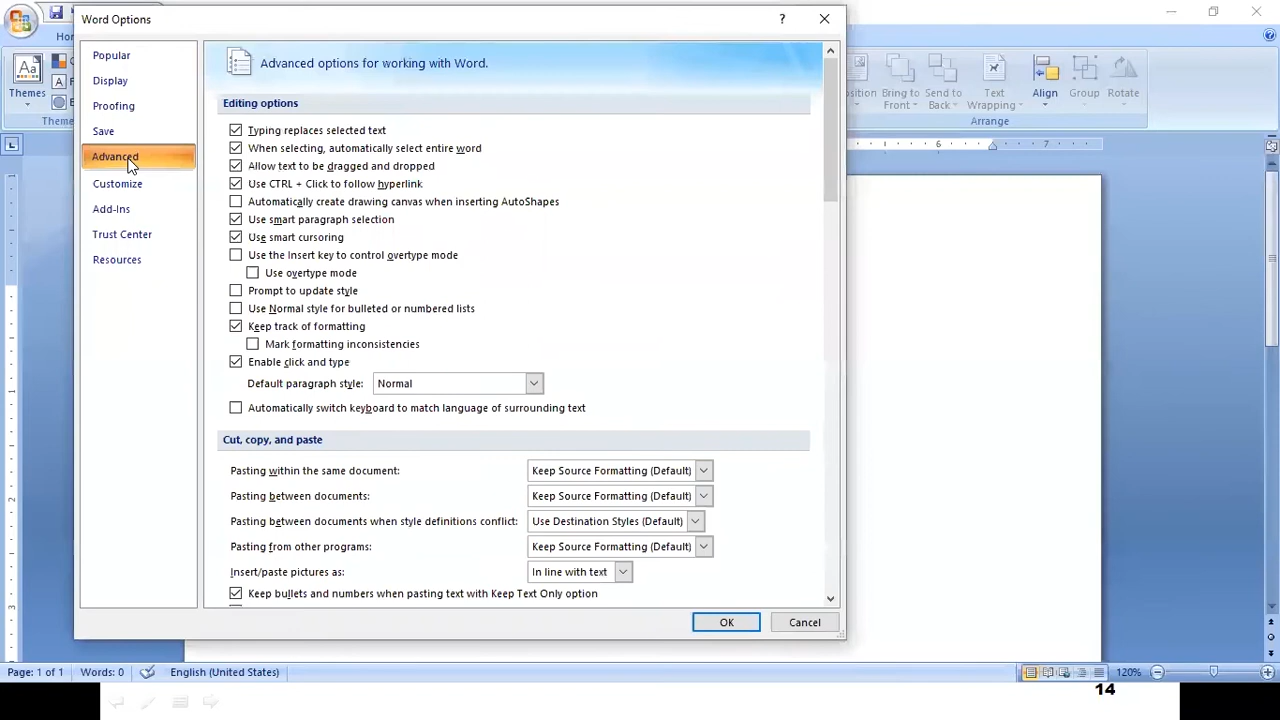 Word Options
?
Hor
Themes
Theme
Popular
Display
Proofing
Save
Advanced
Customize
Add-Ins
Trust Center
Resources
Advanced options for working with Word.
Editing options
Typing replaces selected text
When selecting, automatically select entire word
Allow text to be dragged and dropped
Use CTRL + Click to follow hyperlink
Automatically create drawing canvas when inserting AutoShapes
Use smart paragraph selection
Use smart cursoring
Use the Insert key to control overtype mode
Use overtype mode
Prompt to update style
Use Normal style for bulleted or numbered lists
Keep track of formatting
Mark formatting inconsistencies
Enable click and type
Default paragraph style: Normal
Automatically switch keyboard to match language of surrounding text
Cut, copy, and paste
Pasting within the same document: Keep Source Formatting (Default)
Pasting between documents: Keep Source Formatting (Default)
Pasting between documents when style definitions conflict: Use Destination Styles (Default)
Pasting from other programs: Keep Source Formatting (Default)
Insert/paste pictures as: In line with text
Keep bullets and numbers when pasting text with Keep Text Only option
OK Cancel
osition Bring to Front Send to Back Text Wrapping Align Group Rotate
Arrange
6 7
1
2
3
Page: 1 of 1 Words: 0 English (United States) 120%
14